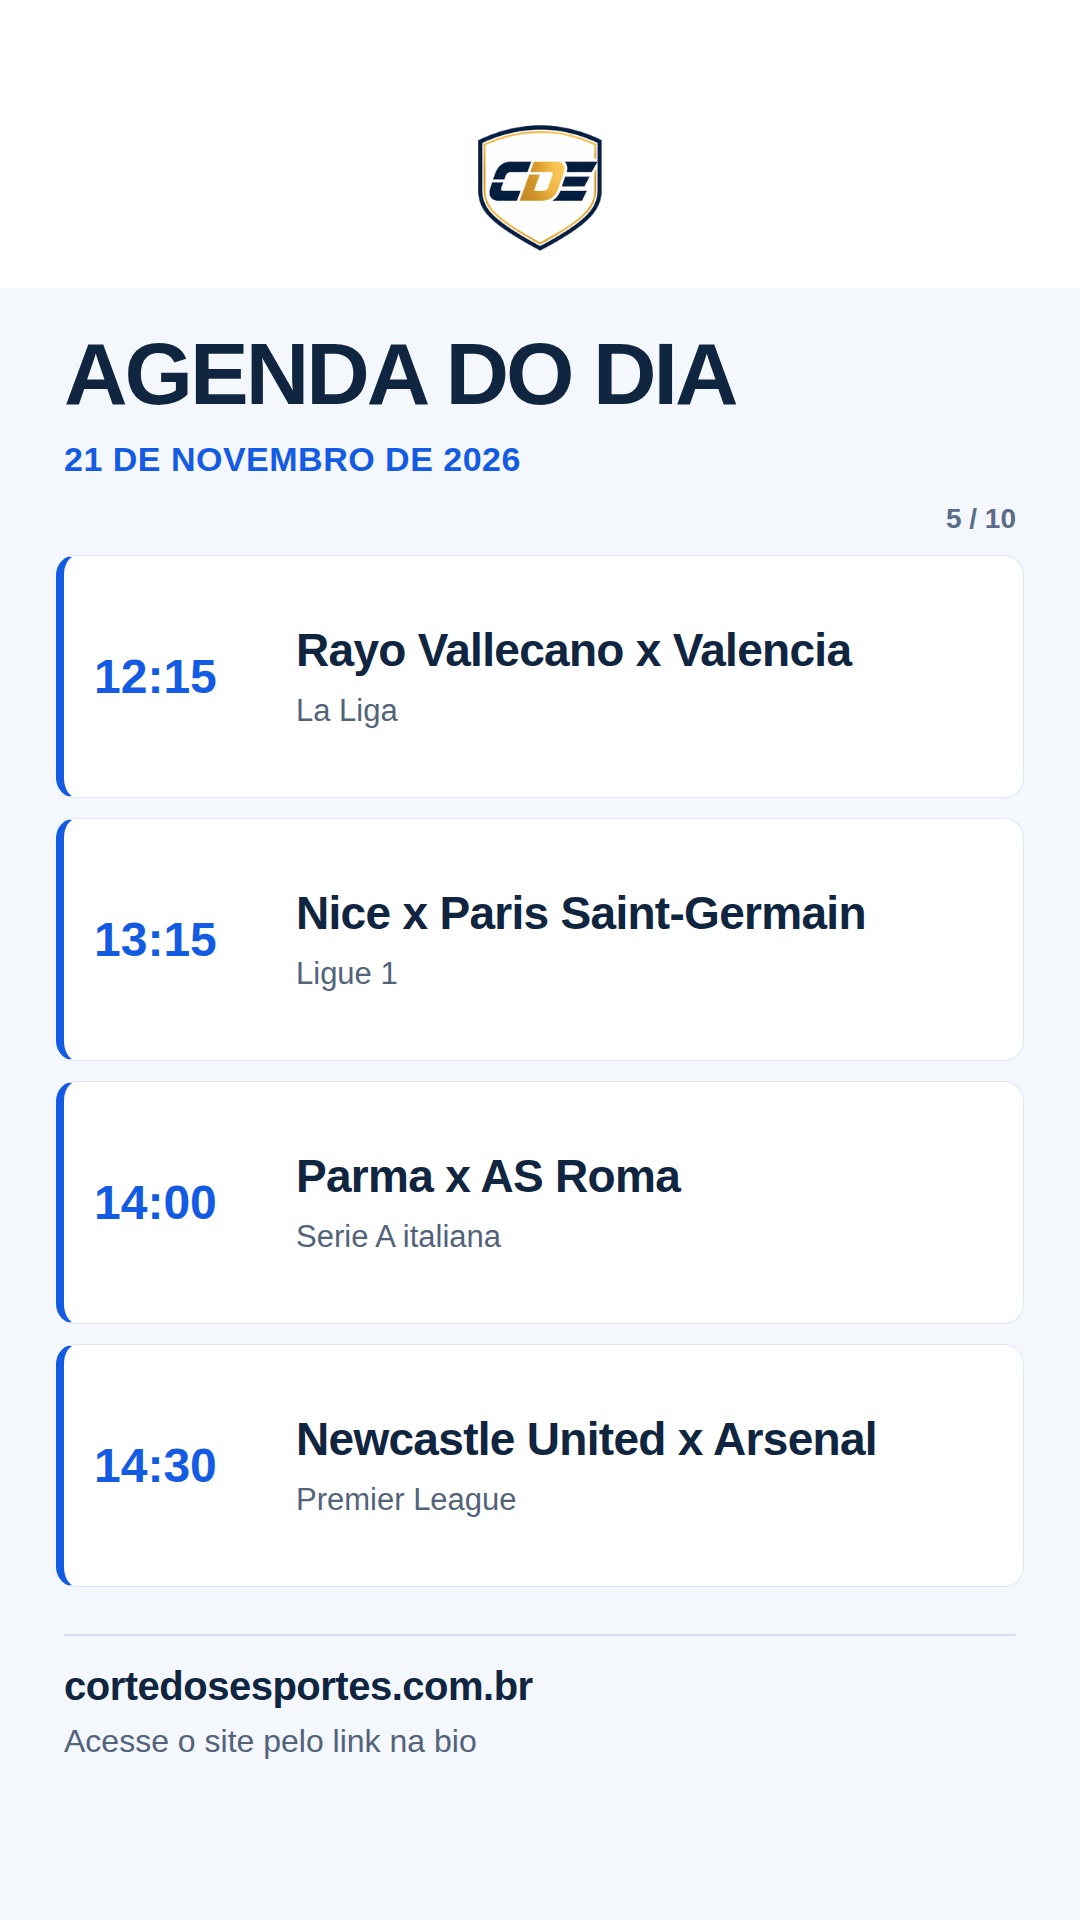 CDE
AGENDA DO DIA
21 DE NOVEMBRO DE 2026
5 / 10
12:15
Rayo Vallecano x Valencia
La Liga
13:15
Nice x Paris Saint-Germain
Ligue 1
14:00
Parma x AS Roma
Serie A italiana
14:30
Newcastle United x Arsenal
Premier League
cortedosesportes.com.br
Acesse o site pelo link na bio